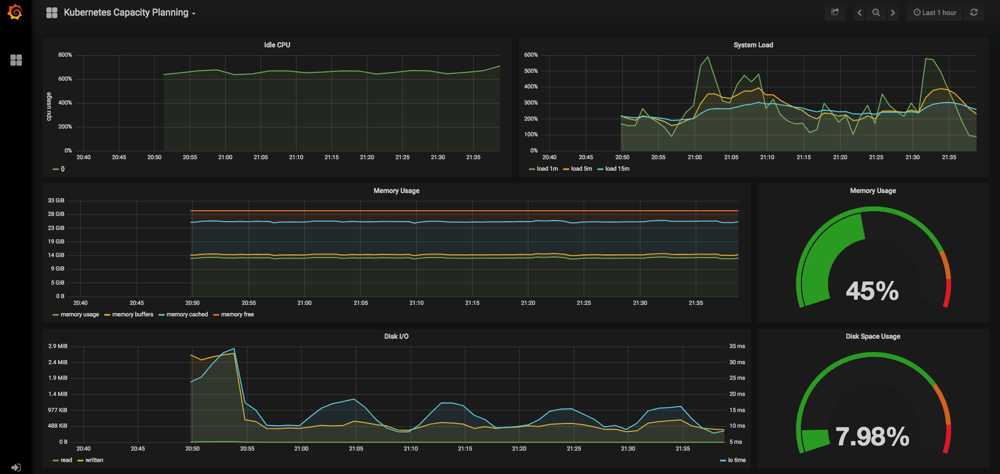 Kubernetes Capacity Planning
Last 1 hour
Idle CPU
800%
600%
400%
200%
0%
cpu usage
20:40 20:45 20:50 20:55 21:00 21:05 21:10 21:15 21:20 21:25 21:30 21:35
{}
System Load
600%
500%
400%
300%
200%
100%
0%
20:40 20:45 20:50 20:55 21:00 21:05 21:10 21:15 21:20 21:25 21:30 21:35
load 1m load 5m load 15m
Memory Usage
33 GiB
28 GiB
23 GiB
19 GiB
14 GiB
9 GiB
5 GiB
0 B
20:40 20:45 20:50 20:55 21:00 21:05 21:10 21:15 21:20 21:25 21:30 21:35
memory usage memory buffers memory cached memory free
Memory Usage
45%
Disk I/O
2.9 MiB
2.4 MiB
1.9 MiB
1.4 MiB
977 KiB
488 KiB
0 B
35 ms
30 ms
25 ms
20 ms
15 ms
10 ms
5 ms
20:40 20:45 20:50 20:55 21:00 21:05 21:10 21:15 21:20 21:25 21:30 21:35
read written io time
Disk Space Usage
7.98%